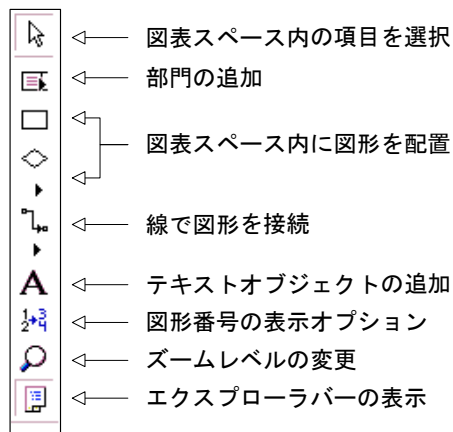 図表スペース内の項目を選択
部門の追加
図表スペース内に図形を配置
線で図形を接続
A テキストオブジェクトの追加
1 2 3 4 図形番号の表示オプション
ズームレベルの変更
エクスプローラバーの表示